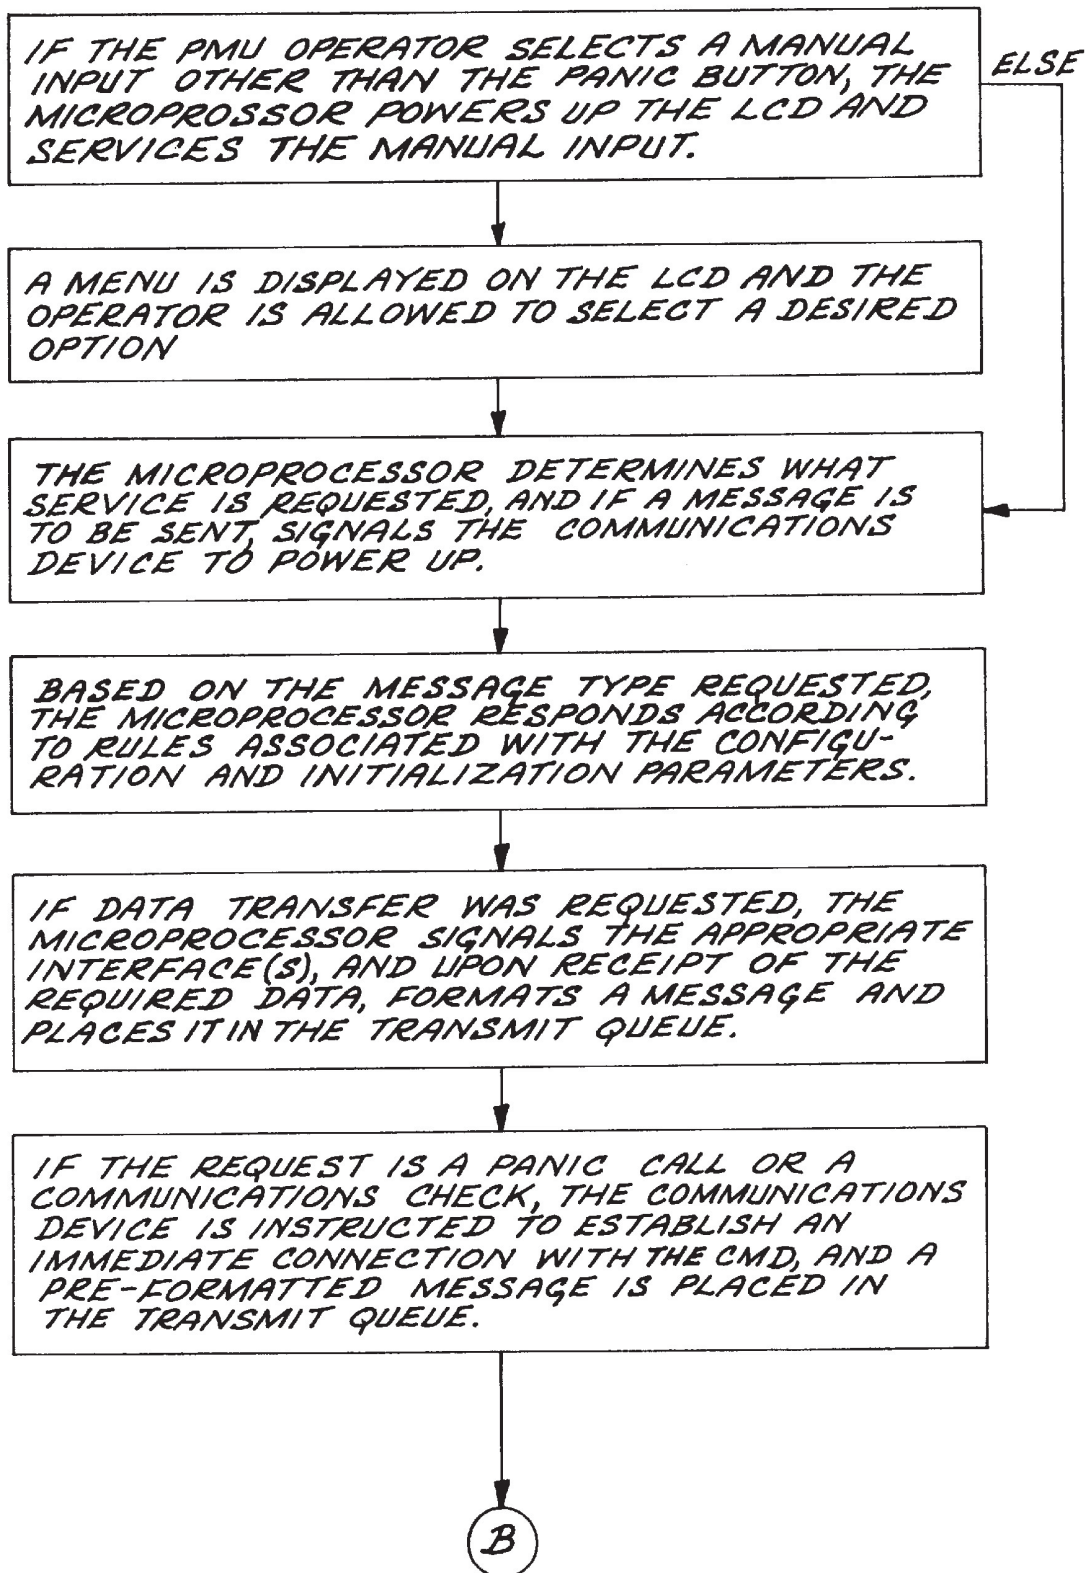 IF THE PMU OPERATOR SELECTS A MANUAL
INPUT OTHER THAN THE PANIC BUTTON, THE
MICROPROSSOR POWERS UP THE LCD AND
SERVICES THE MANUAL INPUT.
ELSE
A MENU IS DISPLAYED ON THE LCD AND THE
OPERATOR IS ALLOWED TO SELECT A DESIRED
OPTION
THE MICROPROCESSOR DETERMINES WHAT
SERVICE IS REQUESTED, AND IF A MESSAGE IS
TO BE SENT, SIGNALS THE COMMUNICATIONS
DEVICE TO POWER UP.
BASED ON THE MESSAGE TYPE REQUESTED,
THE MICROPROCESSOR RESPONDS ACCORDING
TO RULES ASSOCIATED WITH THE CONFIGU-
RATION AND INITIALIZATION PARAMETERS.
IF DATA TRANSFER WAS REQUESTED, THE
MICROPROCESSOR SIGNALS THE APPROPRIATE
INTERFACE(S), AND UPON RECEIPT OF THE
REQUIRED DATA, FORMATS A MESSAGE AND
PLACES IT IN THE TRANSMIT QUEUE.
IF THE REQUEST IS A PANIC CALL OR A
COMMUNICATIONS CHECK, THE COMMUNICATIONS
DEVICE IS INSTRUCTED TO ESTABLISH AN
IMMEDIATE CONNECTION WITH THE CMD, AND A
PRE-FORMATTED MESSAGE IS PLACED IN
THE TRANSMIT QUEUE.
B